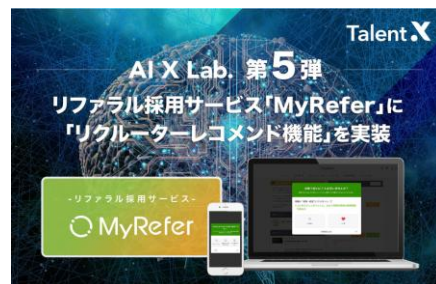 Talent X
AI X Lab. 第5弾
リファラル採用サービス「MyRefer」に
「リクルーターレコメンド機能」を実装
-リファラル採用サービス-
MyRefer